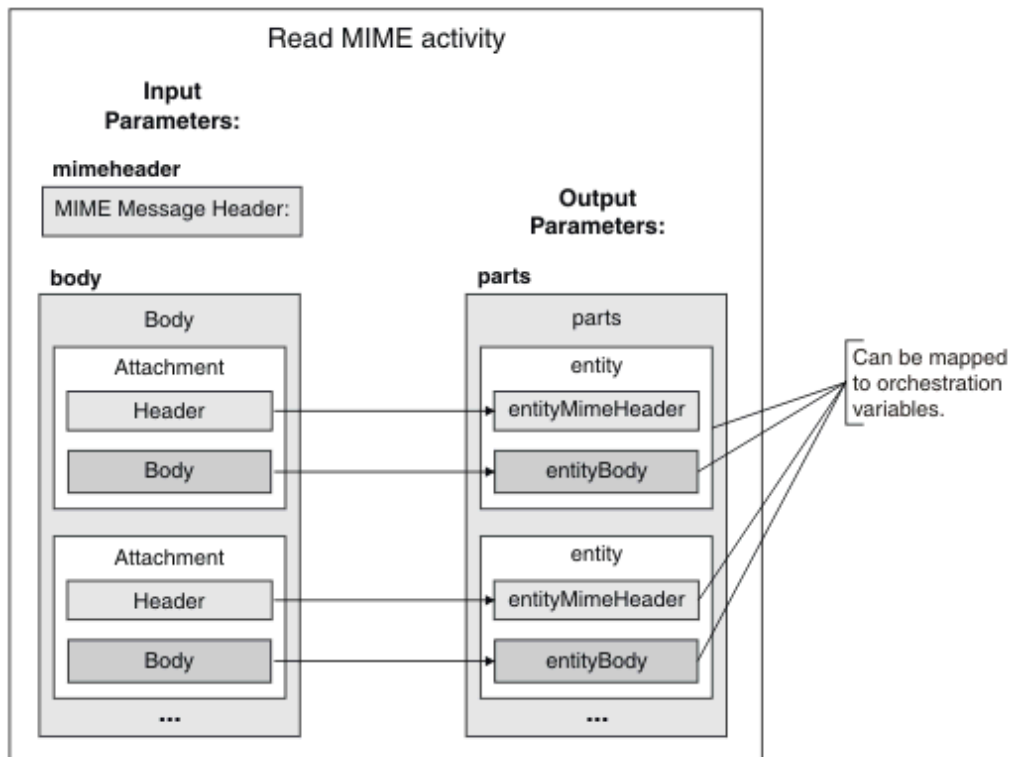 Read MIME activity
Input
Parameters:
mimeheader
MIME Message Header:
body
Body
Attachment
Header
Body
Attachment
Header
Body
...
Output
Parameters:
parts
parts
entity
entityMimeHeader
entityBody
entity
entityMimeHeader
entityBody
...
Can be mapped
to orchestration
variables.